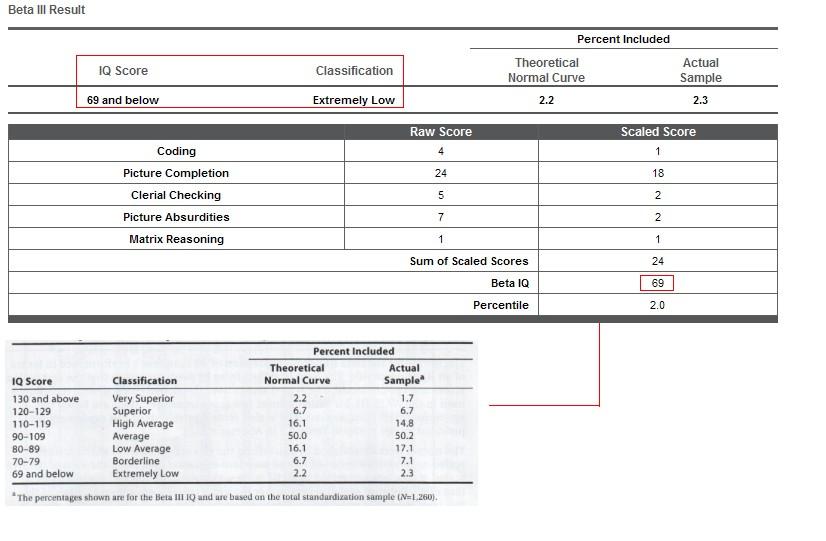 Beta III Result
Percent Included
IQ Score Classification Theoretical Normal Curve Actual Sample
69 and below Extremely Low 2.2 2.3
Raw Score Scaled Score
Coding 4 1
Picture Completion 24 18
Clerial Checking 5 2
Picture Absurdities 7 2
Matrix Reasoning 1 1
Sum of Scaled Scores 24
Beta IQ 69
Percentile 2.0
Percent Included
Theoretical Actual
IQ Score Classification Normal Curve Sampleª
130 and above Very Superior 2.2 1.7
120-129 Superior 6.7 6.7
110-119 High Average 16.1 14.8
90-109 Average 50.0 50.2
80-89 Low Average 16.1 17.1
70-79 Borderline 6.7 7.1
69 and below Extremely Low 2.2 2.3
ª The percentages shown are for the Beta III IQ and are based on the total standardization sample (N=1,260).